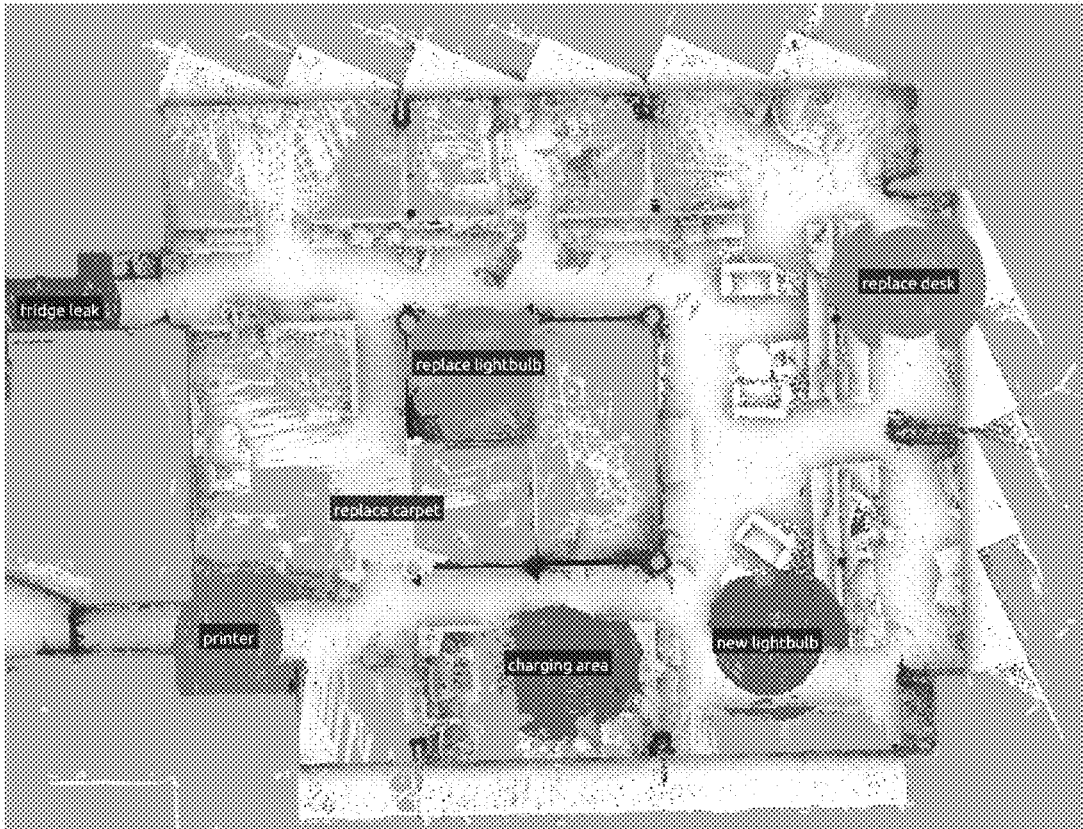 replace desk
fridge leak
replace lightbulb
replace carpet
printer
new lightbulb
charging area